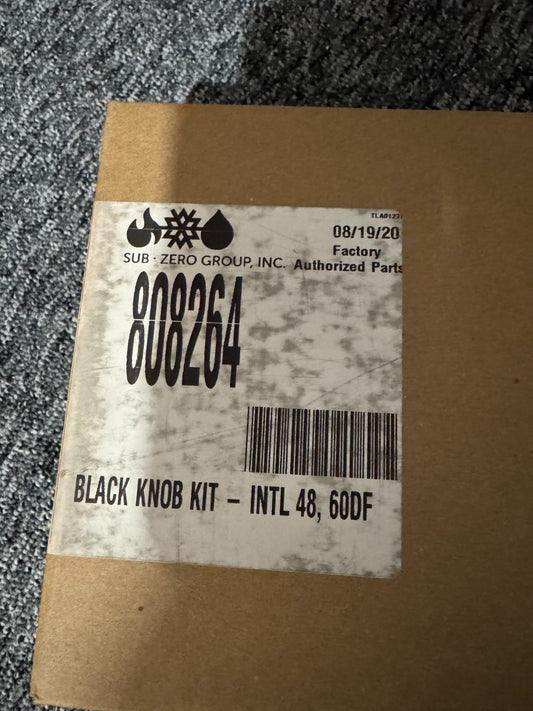 TLA0127
08/19/20
Factory
Authorized Parts
SUB·ZERO GROUP, INC.
808264
BLACK KNOB KIT – INTL 48, 60DF